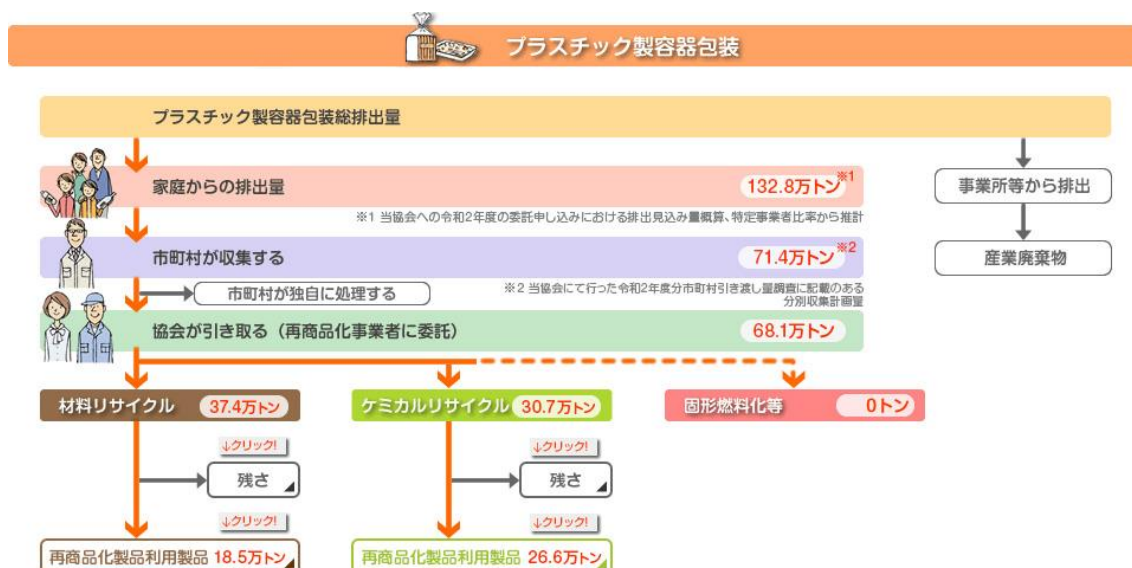 プラスチック製容器包装
プラスチック製容器包装総排出量
家庭からの排出量 132.8万トン※1
事業所等から排出
※1 当協会への令和2年度の委託申し込みにおける排出見込み量概算、特定事業者比率から推計
市町村が収集する 71.4万トン※2
産業廃棄物
市町村が独自に処理する
※2 当協会にて行った令和2年度分市町村引き渡し量調査に記載のある
分別収集計画量
協会が引き取る（再商品化事業者に委託） 68.1万トン
材料リサイクル 37.4万トン
ケミカルリサイクル 30.7万トン
固形燃料化等 0トン
↓クリック!
↓クリック!
残さ
残さ
↓クリック!
↓クリック!
再商品化製品利用製品 18.5万トン
再商品化製品利用製品 26.6万トン